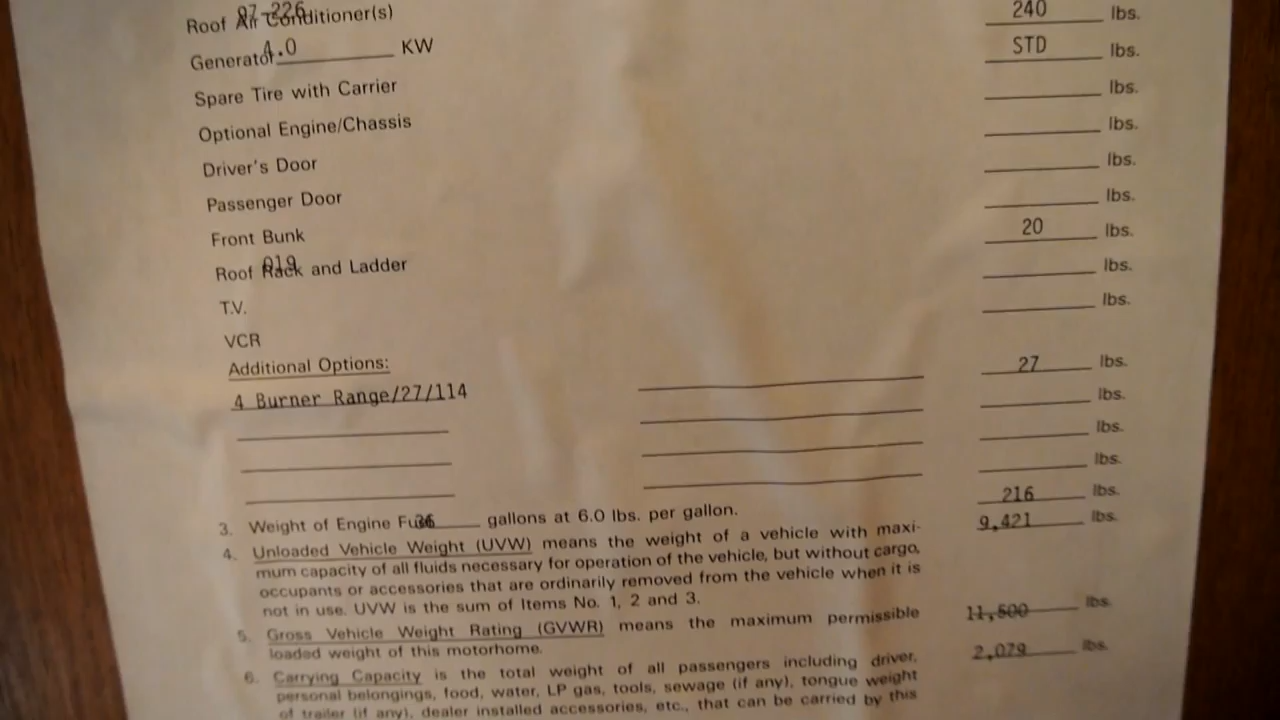 97-226
Roof Air Conditioner(s) 240 lbs.
Generator 4.0 KW STD lbs.
Spare Tire with Carrier lbs.
Optional Engine/Chassis lbs.
Driver's Door lbs.
Passenger Door lbs.
Front Bunk 20 lbs.
019
Roof Rack and Ladder lbs.
T.V. lbs.
VCR
Additional Options: 27 lbs.
4 Burner Range/27/114 lbs.
lbs.
lbs.
216 lbs.
3. Weight of Engine Fuel 36 gallons at 6.0 lbs. per gallon. 9,421 lbs.
4. Unloaded Vehicle Weight (UVW) means the weight of a vehicle with maxi-
mum capacity of all fluids necessary for operation of the vehicle, but without cargo,
occupants or accessories that are ordinarily removed from the vehicle when it is
not in use. UVW is the sum of Items No. 1, 2 and 3.
11,500 lbs.
5. Gross Vehicle Weight Rating (GVWR) means the maximum permissible
loaded weight of this motorhome. 2,079 lbs.
6. Carrying Capacity is the total weight of all passengers including driver,
personal belongings, food, water, LP gas, tools, sewage (if any), tongue weight
of trailer (if any), dealer installed accessories, etc., that can be carried by this